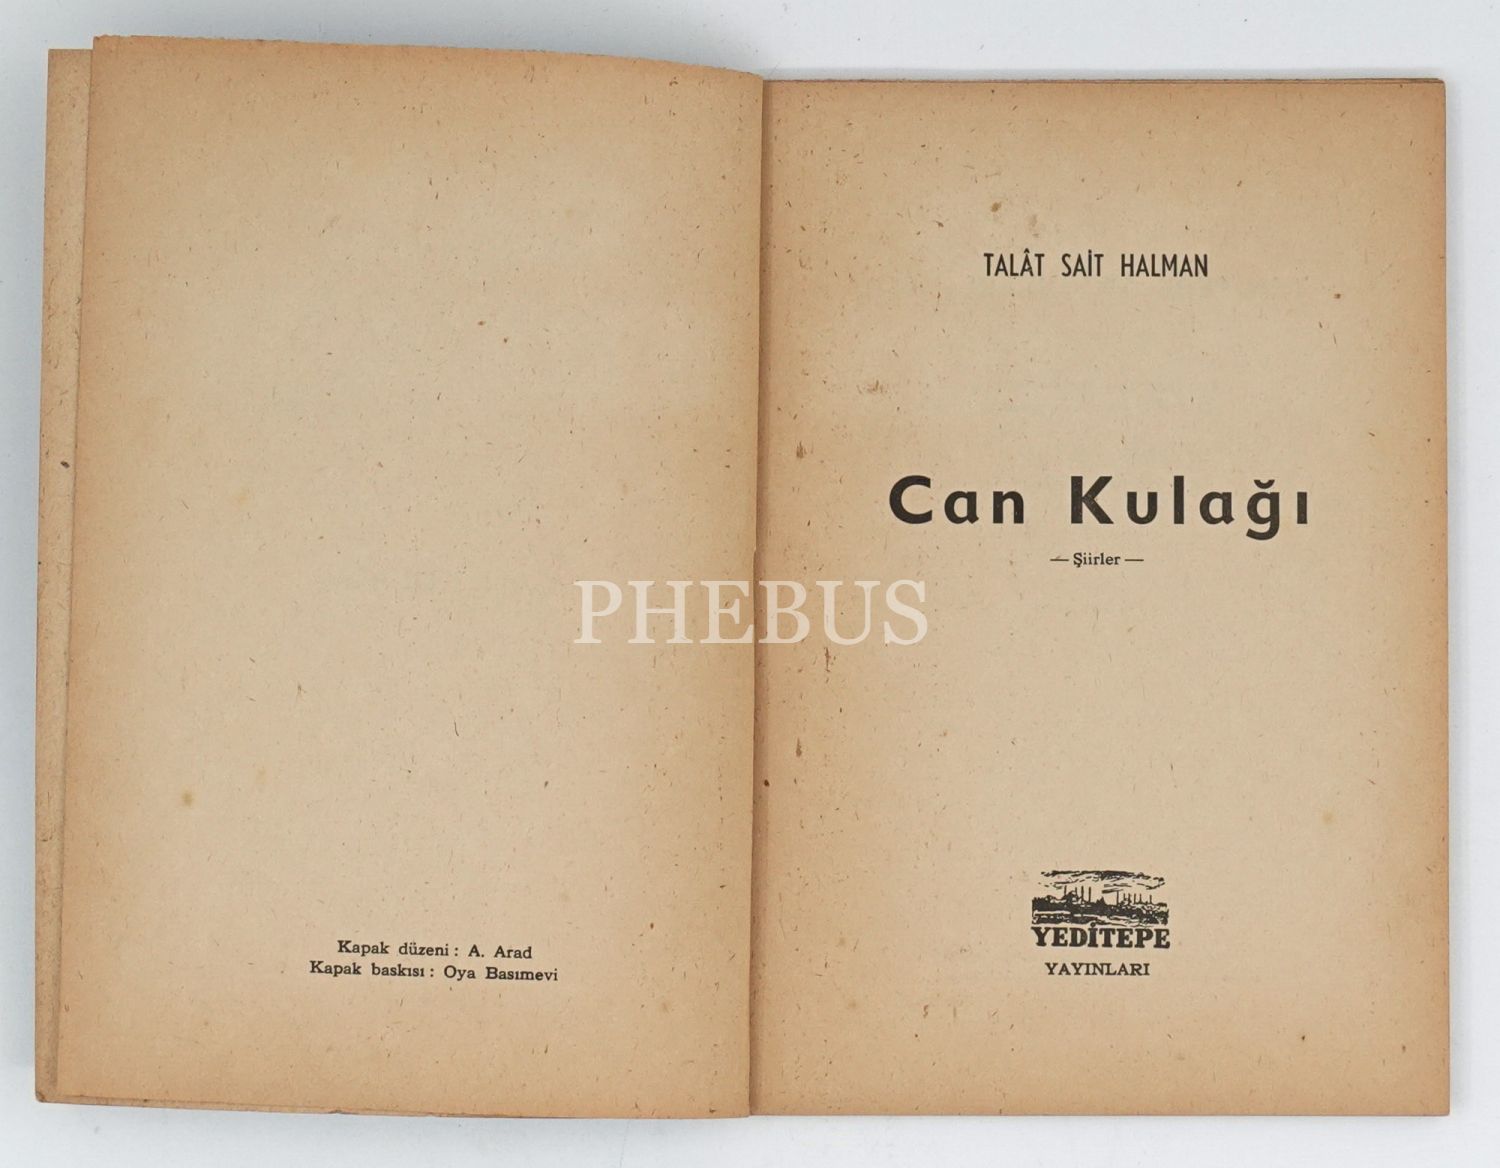 Kapak düzeni : A. Arad
Kapak baskısı : Oya Basımevi
TALÂT SAİT HALMAN
Can Kulağı
— Şiirler —
YEDİTEPE
YAYINLARI
PHEBUS